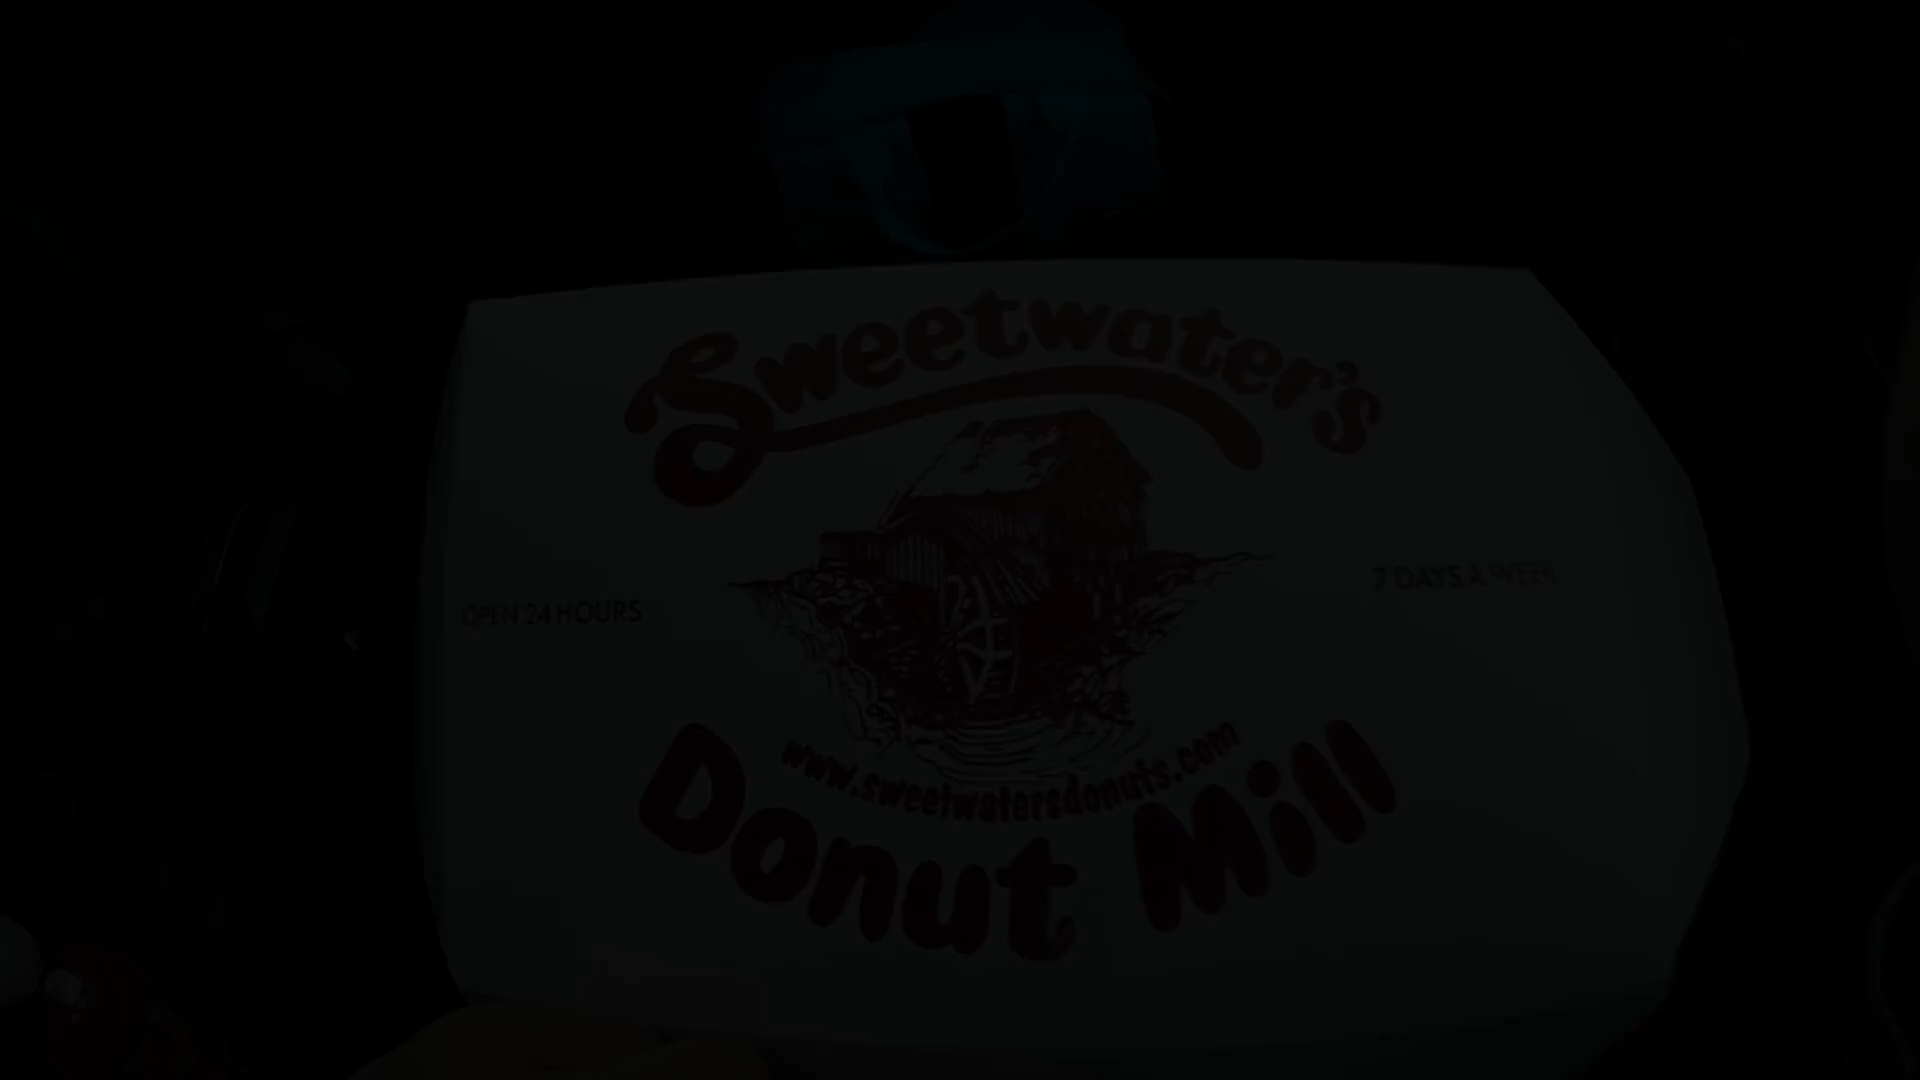 Sweetwater's
OPEN 24 HOURS
7 DAYS A WEEK
www.sweetwatersdonuts.com
Donut Mill